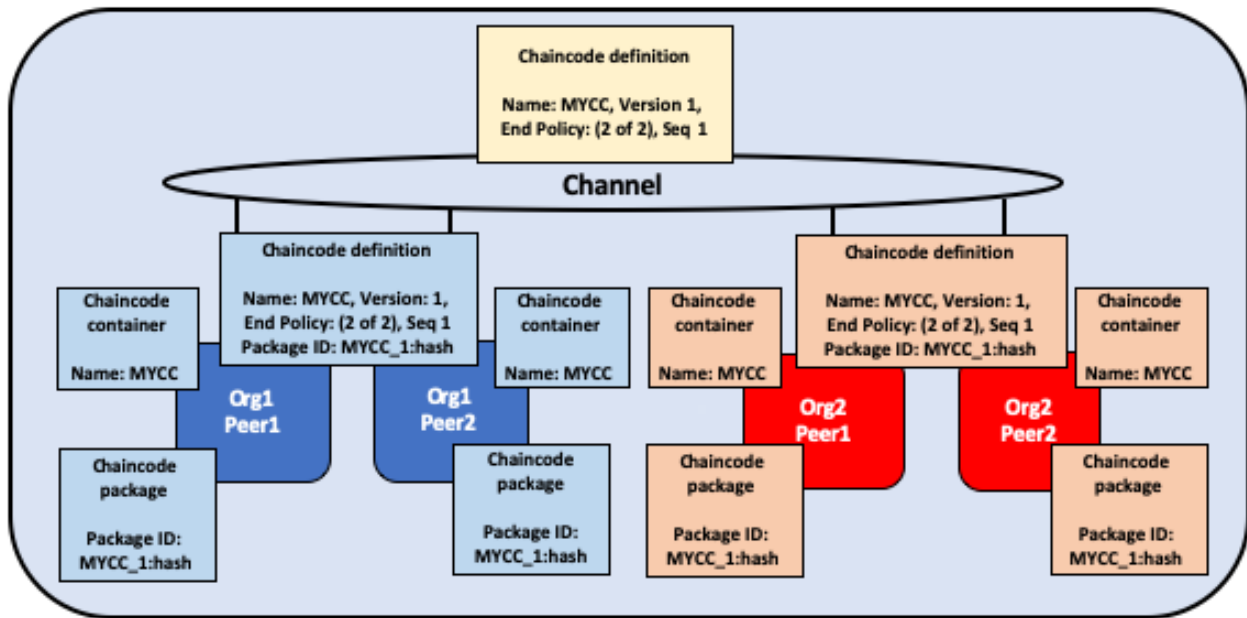 Chaincode definition
Name: MYCC, Version 1,
End Policy: (2 of 2), Seq 1
Channel
Chaincode definition
Name: MYCC, Version: 1,
End Policy: (2 of 2), Seq 1
Package ID: MYCC_1:hash
Chaincode definition
Name: MYCC, Version: 1,
End Policy: (2 of 2), Seq 1
Package ID: MYCC_1:hash
Chaincode
container
Name: MYCC
Chaincode
container
Name: MYCC
Chaincode
container
Name: MYCC
Chaincode
container
Name: MYCC
Org1
Peer1
Org1
Peer2
Org2
Peer1
Org2
Peer2
Chaincode
package
Package ID:
MYCC_1:hash
Chaincode
package
Package ID:
MYCC_1:hash
Chaincode
package
Package ID:
MYCC_1:hash
Chaincode
package
Package ID:
MYCC_1:hash